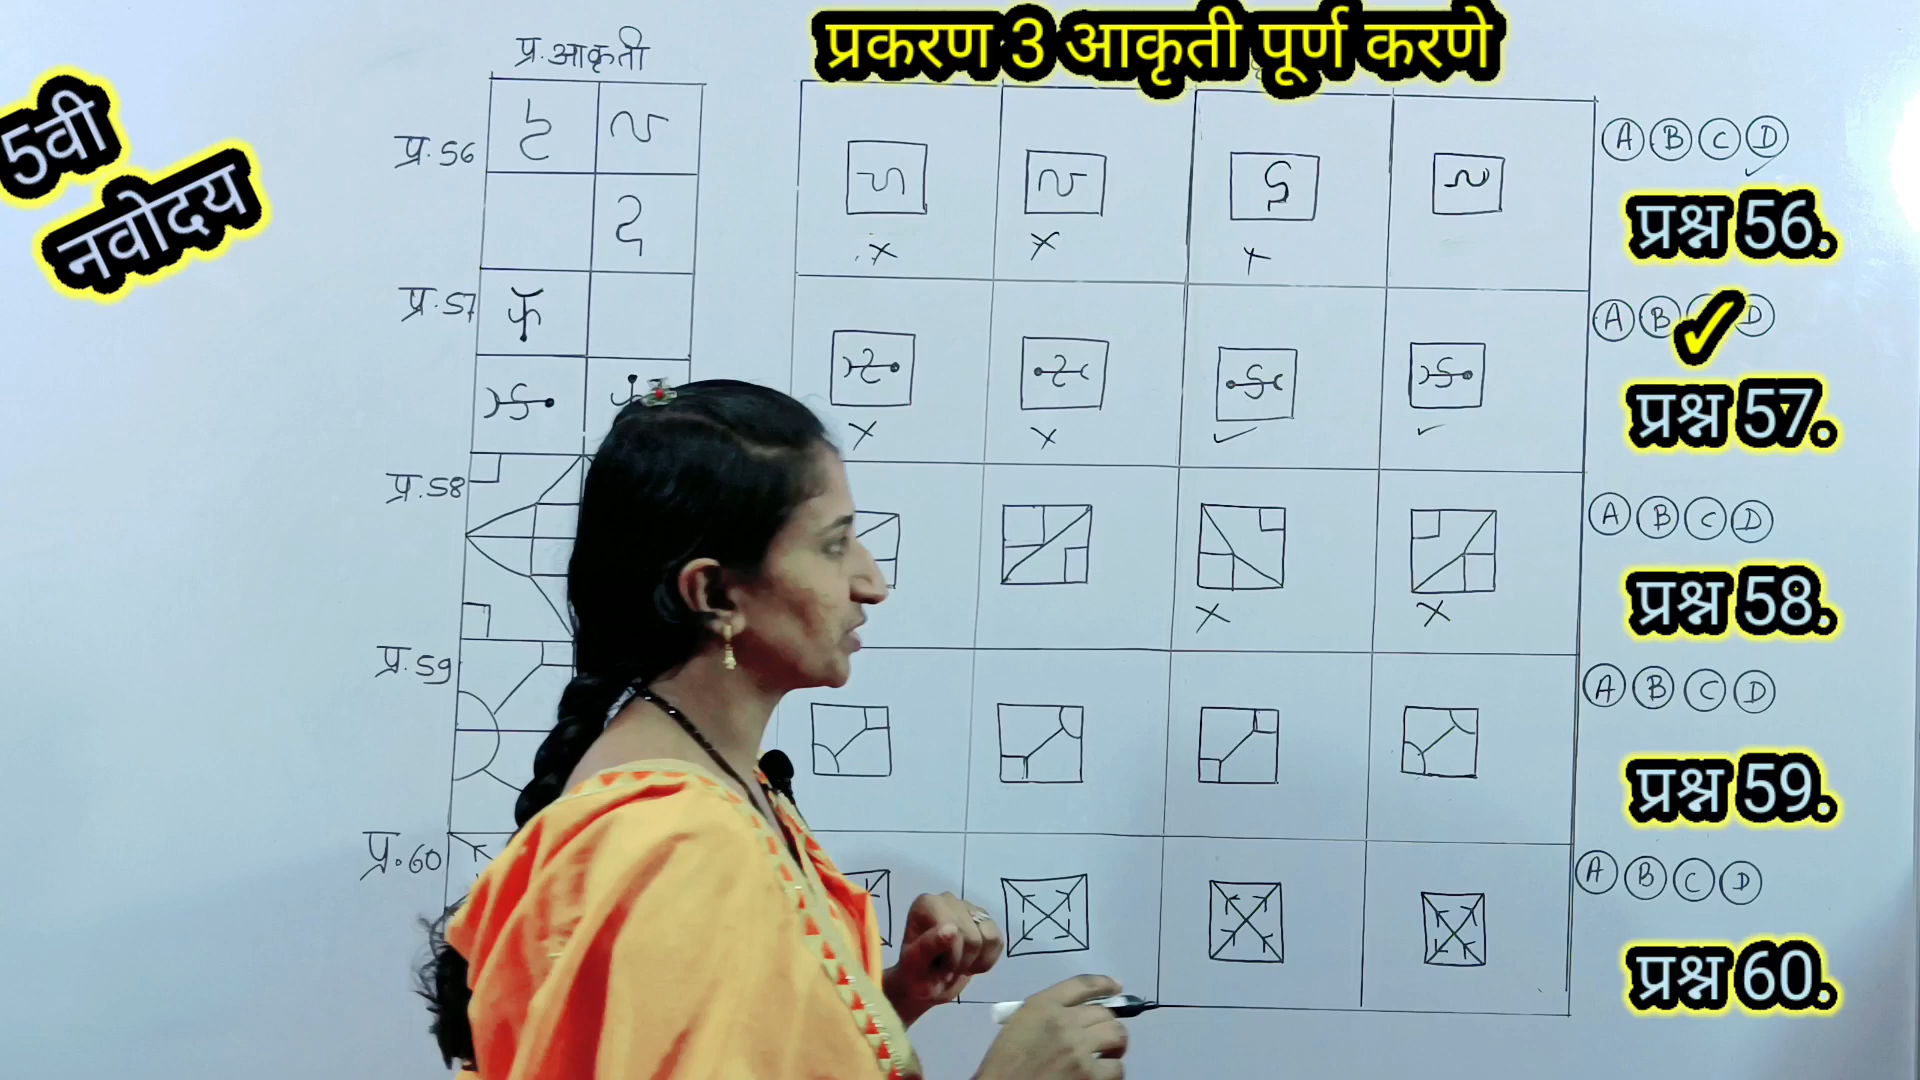 प्रकरण 3 आकृती पूर्ण करणे
5वी
नवोदय
प्र.आकृती
प्र.56
A B C D
प्रश्न 56.
प्र.57
A B D
प्रश्न 57.
प्र.58
A B C D
प्रश्न 58.
प्र.59
A B C D
प्रश्न 59.
प्र.60
A B C D
प्रश्न 60.